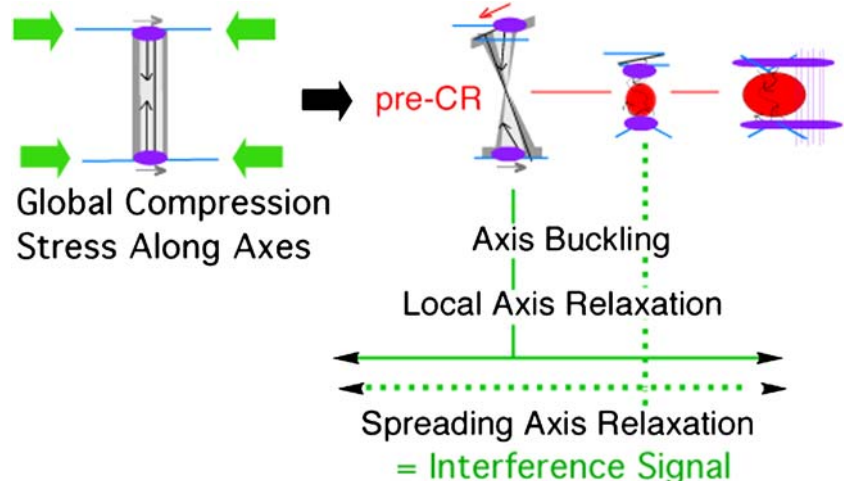 pre-CR
Global Compression
Stress Along Axes
Axis Buckling
Local Axis Relaxation
Spreading Axis Relaxation
= Interference Signal